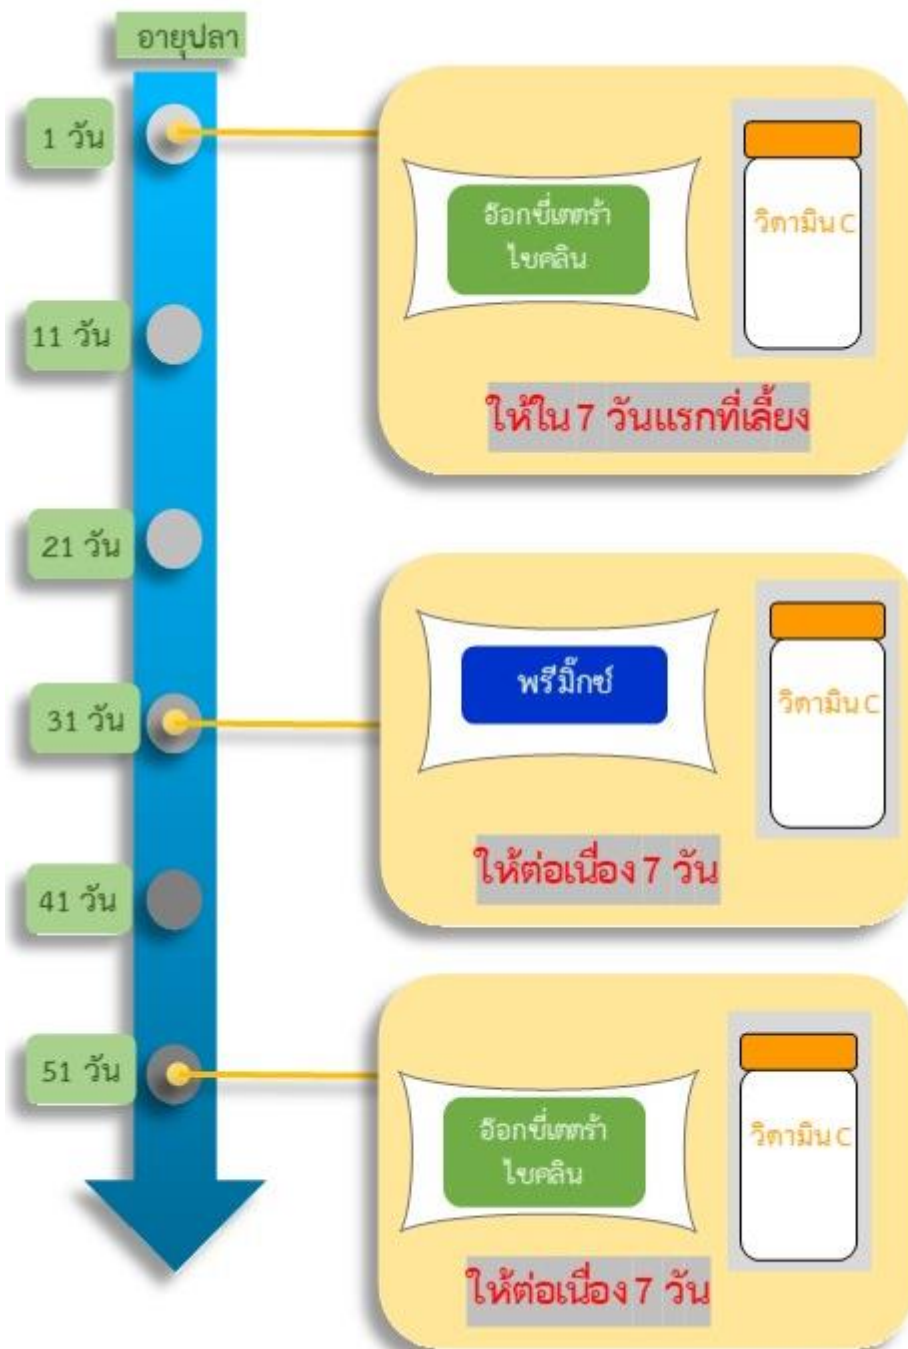 อายุปลา
1 วัน
อ๊อกซี่เตตร้า
ไซคลิน
วิตามิน C
11 วัน
ให้ใน 7 วันแรกที่เลี้ยง
21 วัน
พรีมิ๊กซ์
วิตามิน C
31 วัน
ให้ต่อเนื่อง 7 วัน
41 วัน
51 วัน
อ๊อกซี่เตตร้า
ไซคลิน
วิตามิน C
ให้ต่อเนื่อง 7 วัน